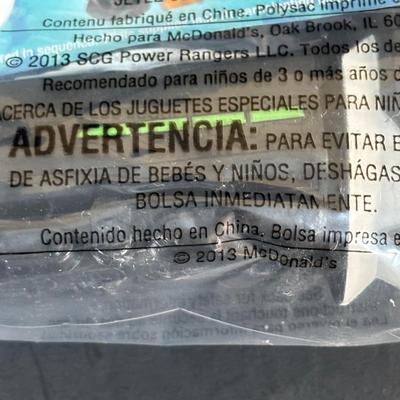 Contenu fabriqué en Chine. Polysac imprimé
Hecho para McDonald's, Oak Brook, IL 60
© 2013 SCG Power Rangers LLC. Todos los de
Recomendado para niños de 3 o más años d
ACERCA DE LOS JUGUETES ESPECIALES PARA NIÑ
ADVERTENCIA: PARA EVITAR E
DE ASFIXIA DE BEBÉS Y NIÑOS, DESHÁGAS
BOLSA INMEDIATAMENTE.
Contenido hecho en China. Bolsa impresa e
© 2013 McDonald's